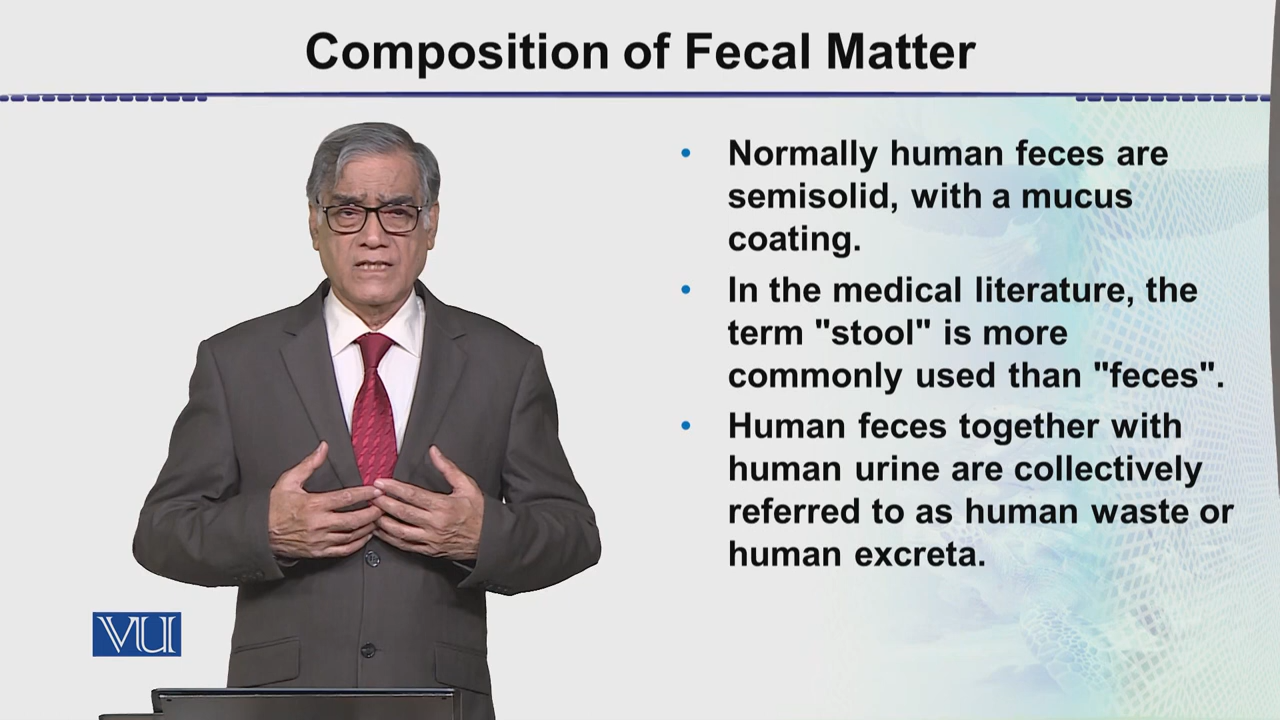 Composition of Fecal Matter
• Normally human feces are
semisolid, with a mucus
coating.
• In the medical literature, the
term "stool" is more
commonly used than "feces".
• Human feces together with
human urine are collectively
referred to as human waste or
human excreta.
VU